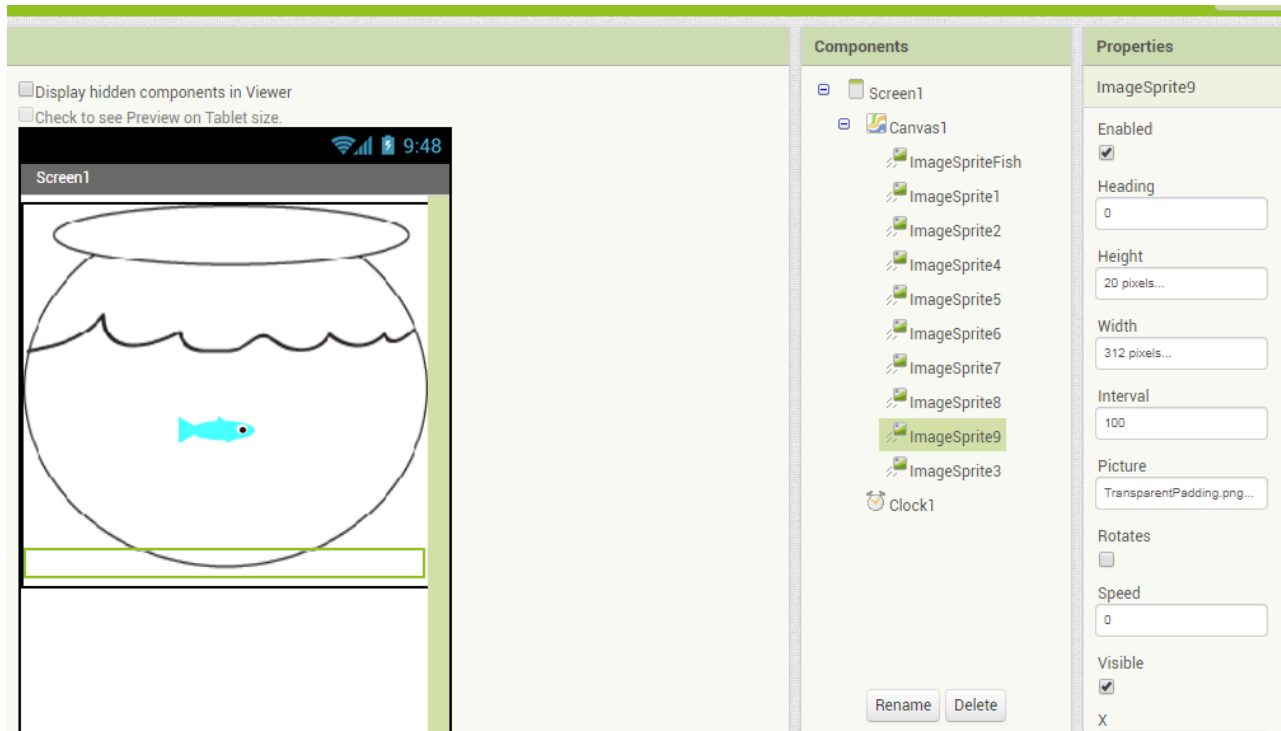 Display hidden components in Viewer
Check to see Preview on Tablet size.
9:48
Screen1
Components
Screen1
Canvas1
ImageSpriteFish
ImageSprite1
ImageSprite2
ImageSprite4
ImageSprite5
ImageSprite6
ImageSprite7
ImageSprite8
ImageSprite9
ImageSprite3
Clock1
Rename Delete
Properties
ImageSprite9
Enabled
Heading
0
Height
20 pixels...
Width
312 pixels...
Interval
100
Picture
TransparentPadding.png...
Rotates
Speed
0
Visible
X